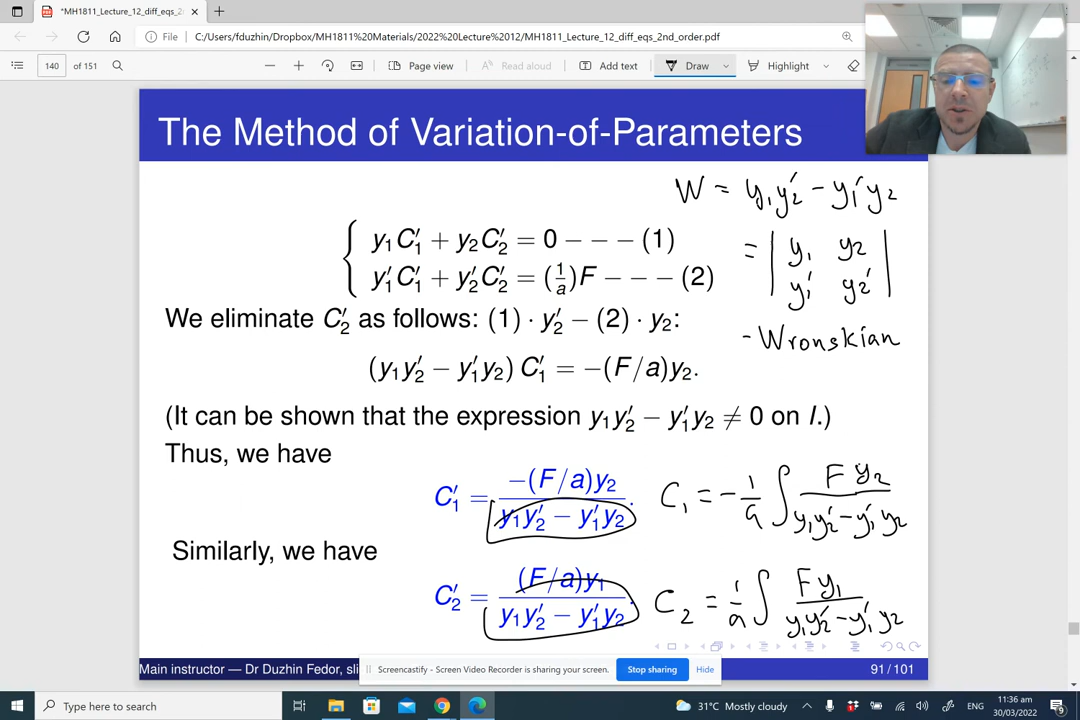 *MH1811_Lecture_12_diff_eqs_2nd
File
C:/Users/fduzhin/Dropbox/MH1811%20Materials/2022%20Lecture%2012/MH1811_Lecture_12_diff_eqs_2nd_order.pdf
140 of 151
Page view
Read aloud
Add text
Draw
Highlight
The Method of Variation-of-Parameters
W = y₁y₂′ − y₁′y₂
y₁C₁′ + y₂C₂′ = 0 − − − (1)
y₁′C₁′ + y₂′C₂′ = (1/a)F − − − (2)
= | y₁ y₂ |
| y₁′ y₂′ |
We eliminate C₂′ as follows: (1) · y₂′ − (2) · y₂:
- Wronskian
(y₁y₂′ − y₁′y₂) C₁′ = −(F/a)y₂.
(It can be shown that the expression y₁y₂′ − y₁′y₂ ≠ 0 on I.)
Thus, we have
C₁′ = −(F/a)y₂ / y₁y₂′ − y₁′y₂.
C₁ = −1/a ∫ F y₂ / y₁y₂′ − y₁′y₂
Similarly, we have
C₂′ = (F/a)y₁ / y₁y₂′ − y₁′y₂.
C₂ = 1/a ∫ F y₁ / y₁y₂′ − y₁′y₂
Main instructor — Dr Duzhin Fedor, sli
91 / 101
Screencastify - Screen Video Recorder is sharing your screen.
Stop sharing
Hide
Type here to search
31°C Mostly cloudy
ENG
11:36 am
30/03/2022